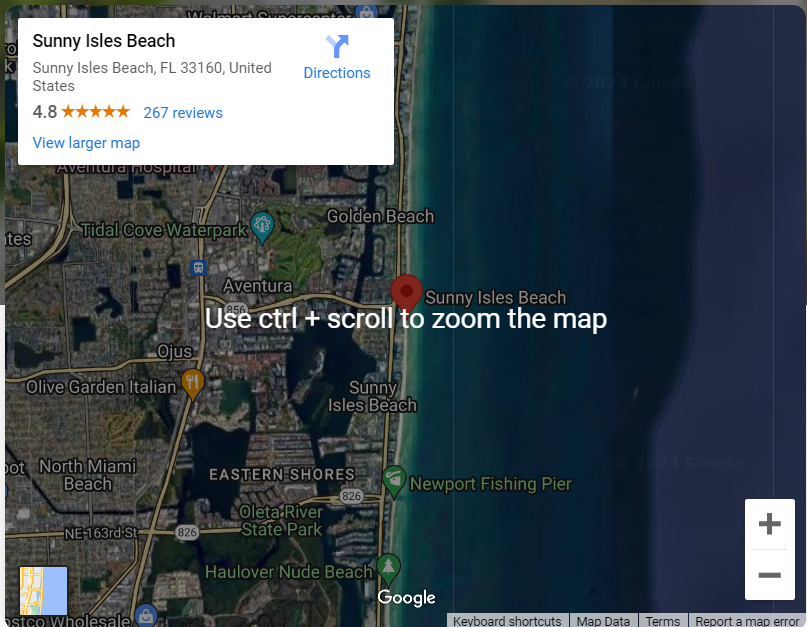 Walmart Supercenter
Sunny Isles Beach
Sunny Isles Beach, FL 33160, United
States
Directions
4.8
267 reviews
View larger map
© 2024 Google
Aventura Hospital
Golden Beach
Tidal Cove Waterpark
ates
Aventura
856
Sunny Isles Beach
Use ctrl + scroll to zoom the map
Ojus
Olive Garden Italian
Sunny
Isles Beach
© 2024 Google
North Miami
Beach
EASTERN SHORES
Newport Fishing Pier
826
Oleta River
State Park
NE 163rd St
826
Haulover Nude Beach
Google
ostco Wholesale
Keyboard shortcuts
Map Data
Terms
Report a map error